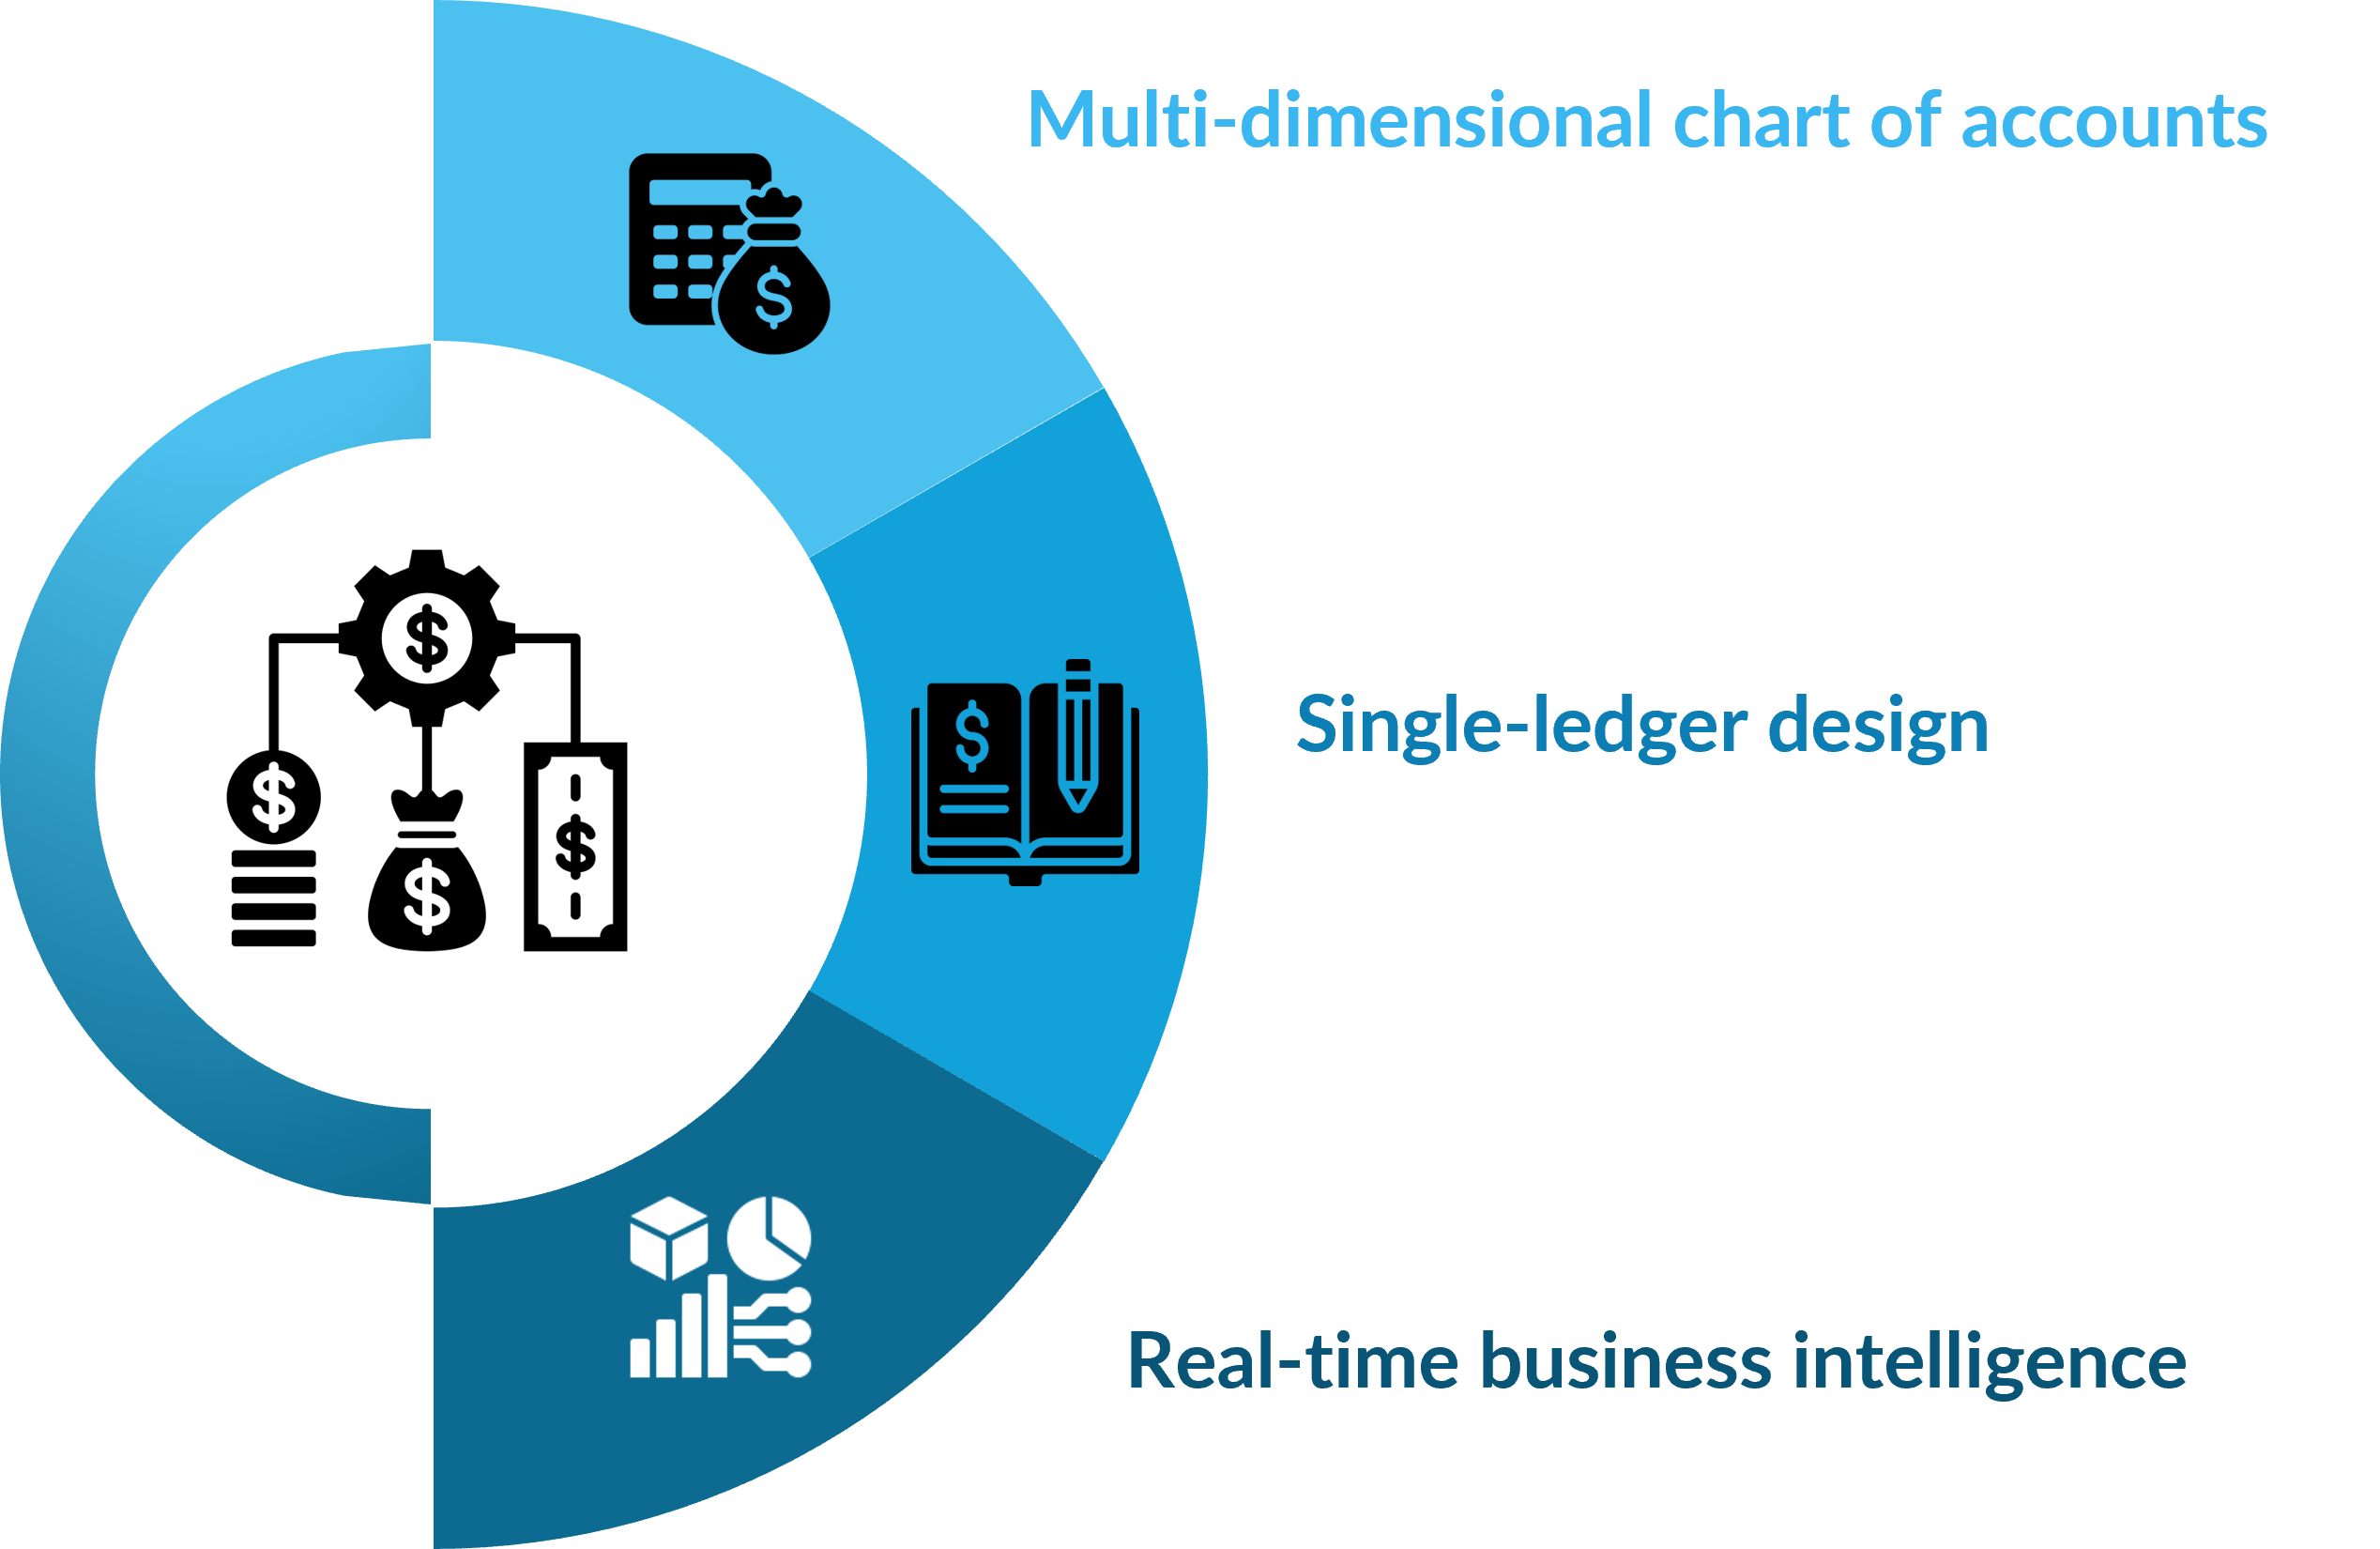 Multi-dimensional chart of accounts
Single-ledger design
Real-time business intelligence